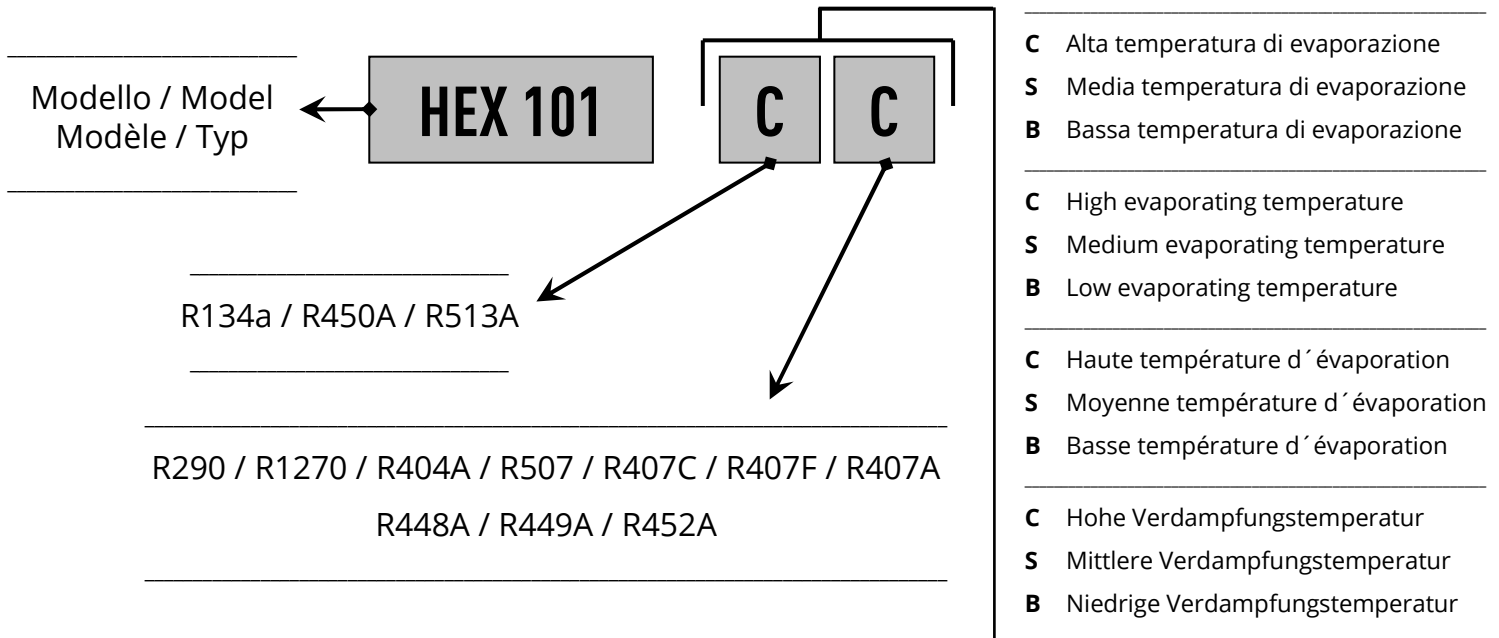 Modello / Model
Modèle / Typ
HEX 101
C
C
R134a / R450A / R513A
R290 / R1270 / R404A / R507 / R407C / R407F / R407A
R448A / R449A / R452A
C Alta temperatura di evaporazione
S Media temperatura di evaporazione
B Bassa temperatura di evaporazione
C High evaporating temperature
S Medium evaporating temperature
B Low evaporating temperature
C Haute température d´évaporation
S Moyenne température d´évaporation
B Basse température d´évaporation
C Hohe Verdampfungstemperatur
S Mittlere Verdampfungstemperatur
B Niedrige Verdampfungstemperatur